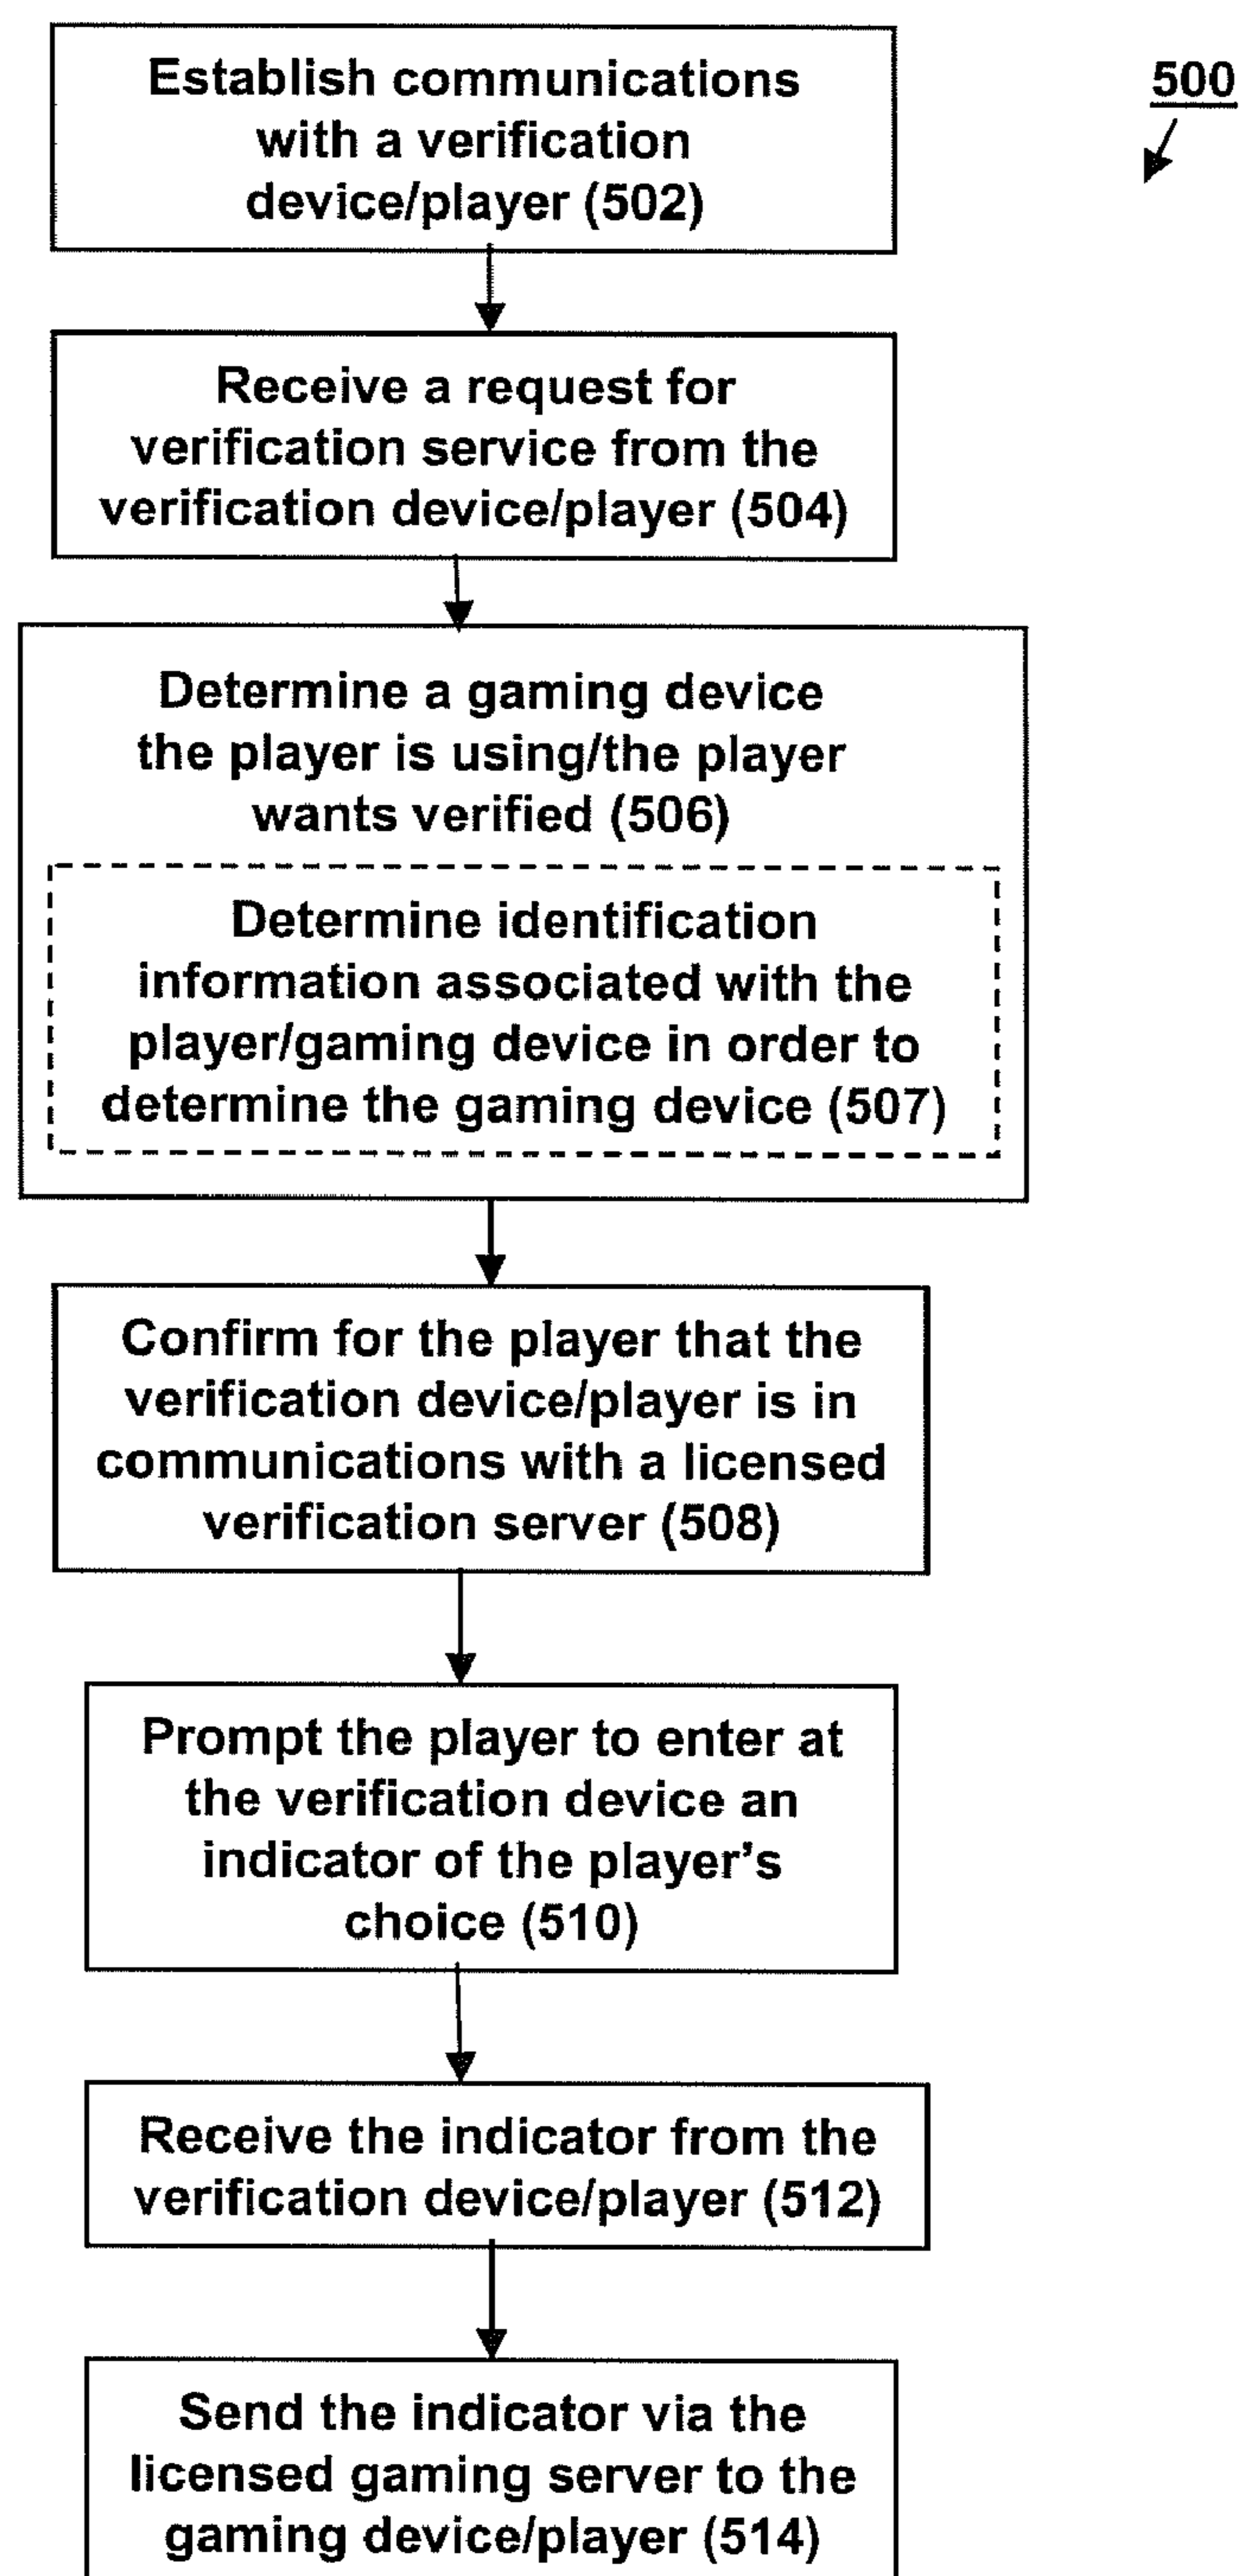 Establish communications
with a verification
device/player (502)
500
Receive a request for
verification service from the
verification device/player (504)
Determine a gaming device
the player is using/the player
wants verified (506)
Determine identification
information associated with the
player/gaming device in order to
determine the gaming device (507)
Confirm for the player that the
verification device/player is in
communications with a licensed
verification server (508)
Prompt the player to enter at
the verification device an
indicator of the player's
choice (510)
Receive the indicator from the
verification device/player (512)
Send the indicator via the
licensed gaming server to the
gaming device/player (514)